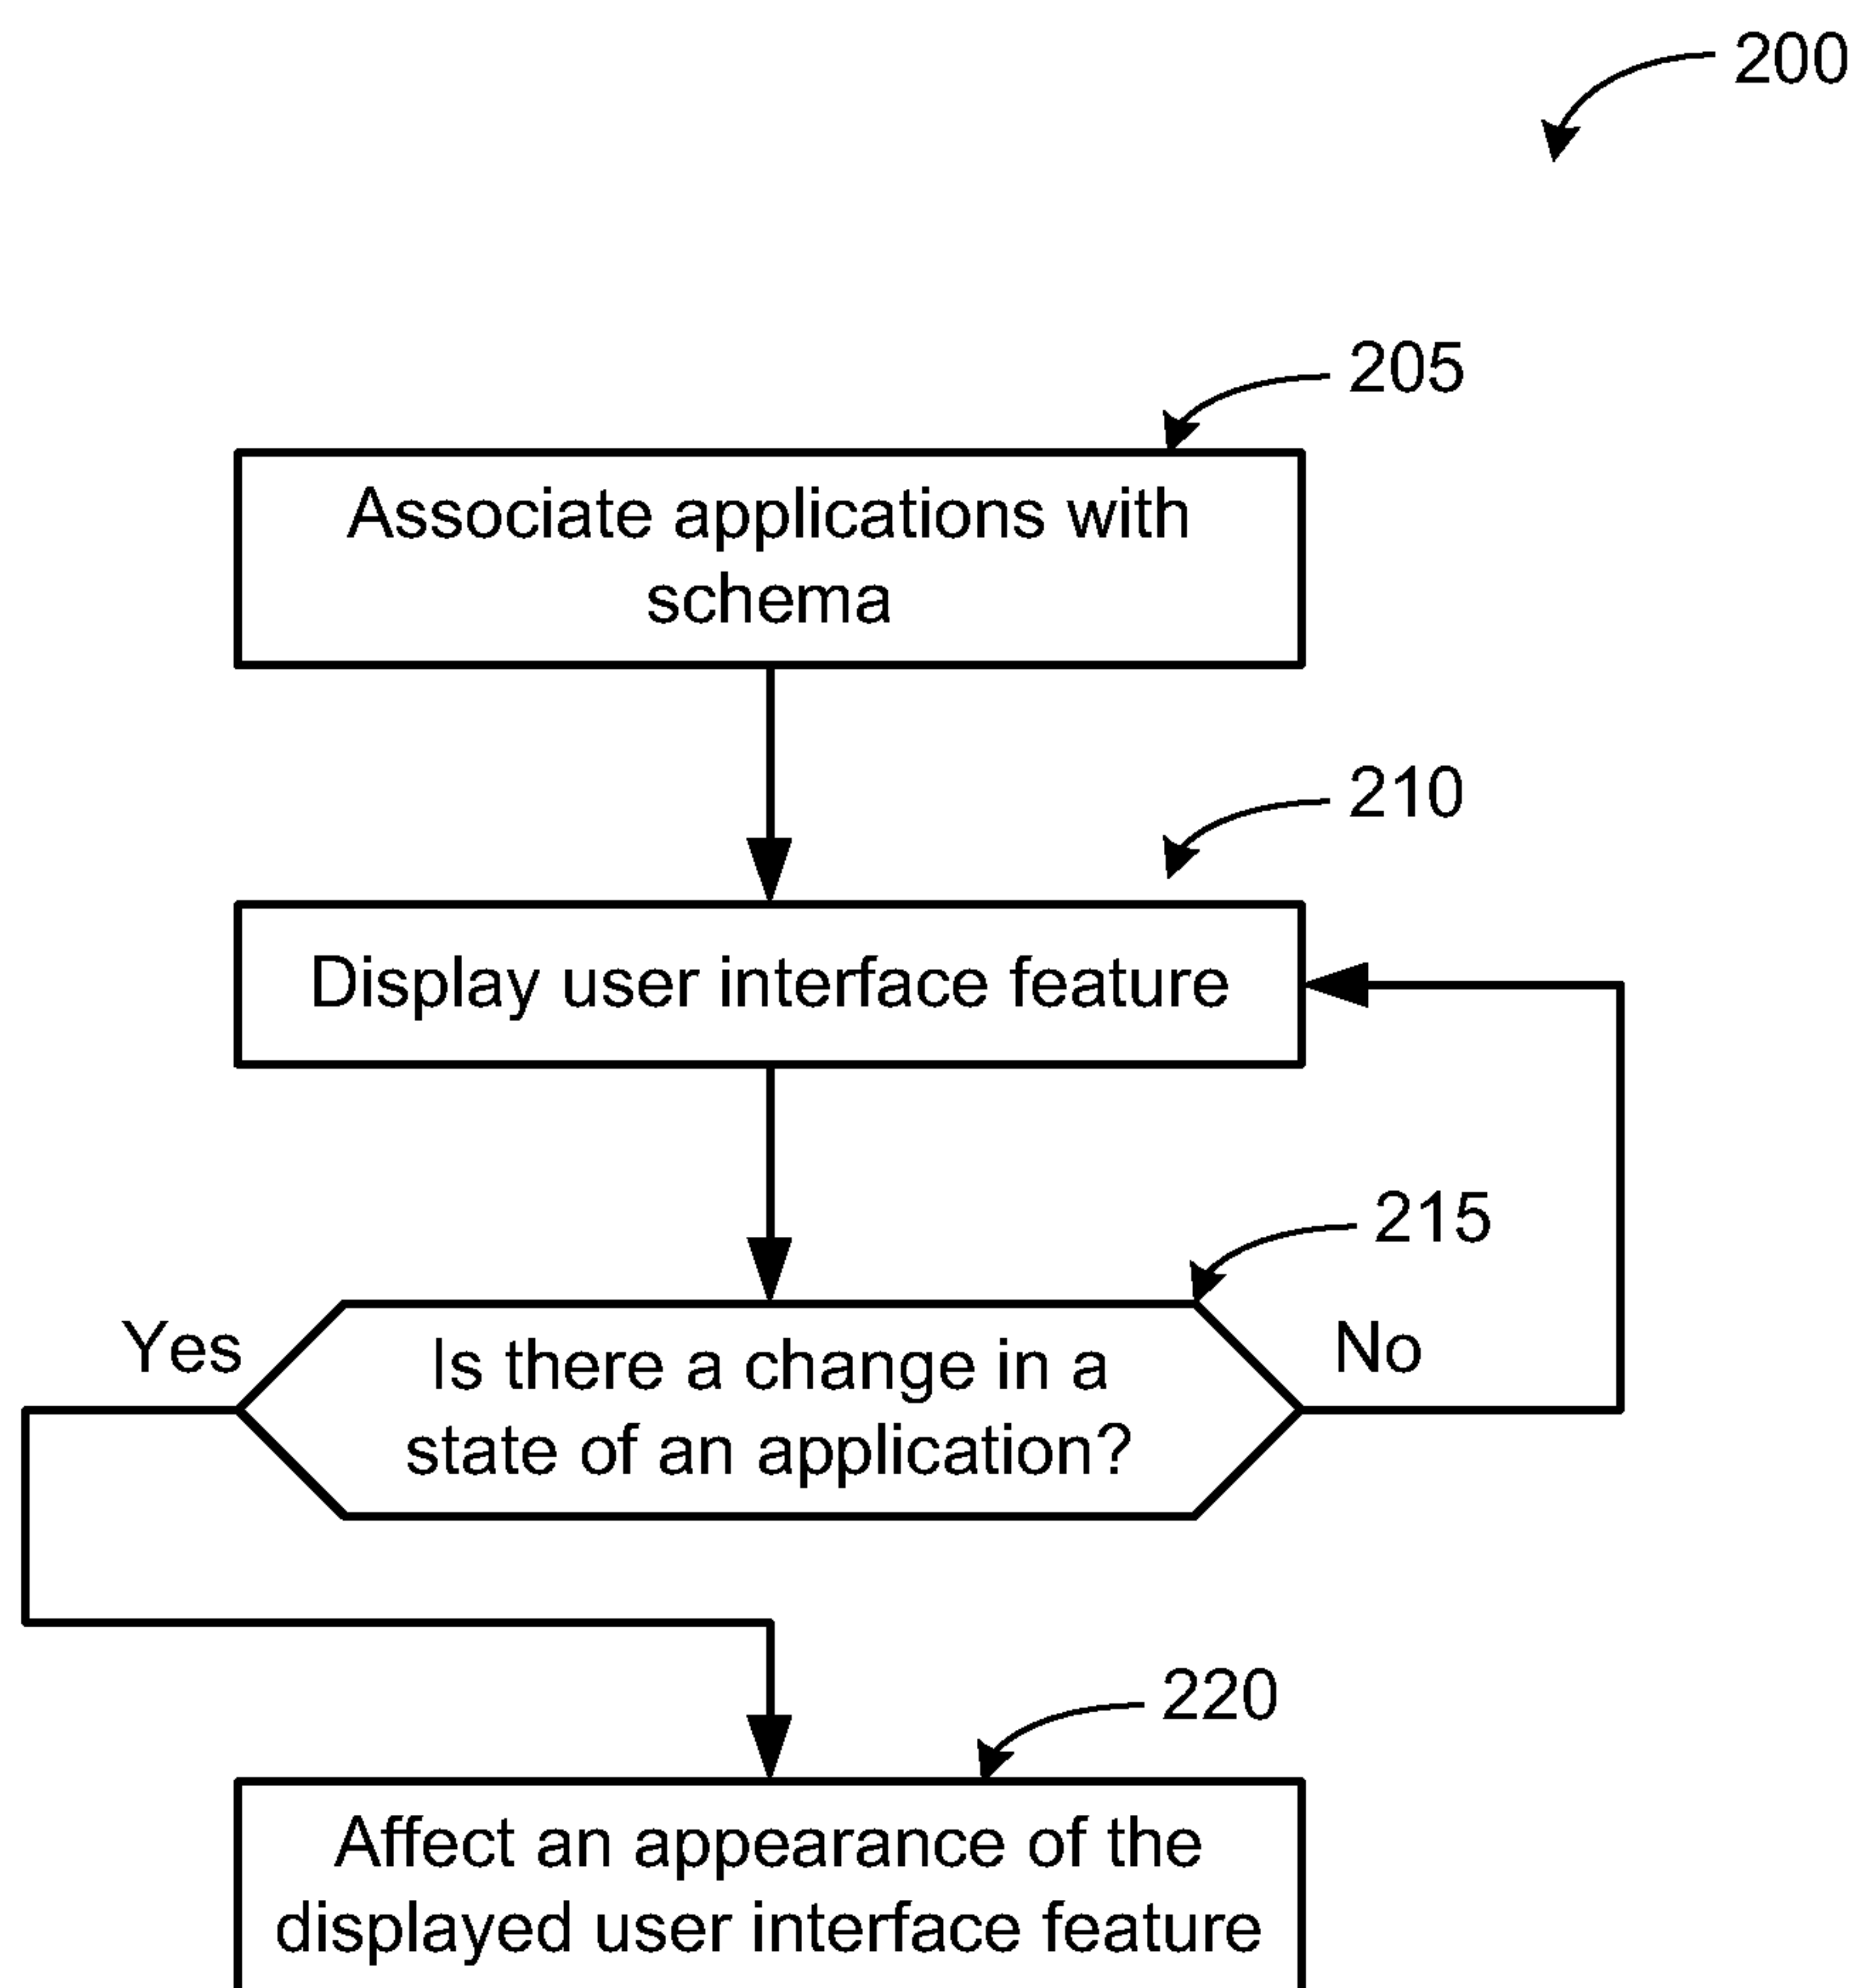 200
205
Associate applications with
schema
210
Display user interface feature
215
Yes
No
Is there a change in a
state of an application?
220
Affect an appearance of the
displayed user interface feature